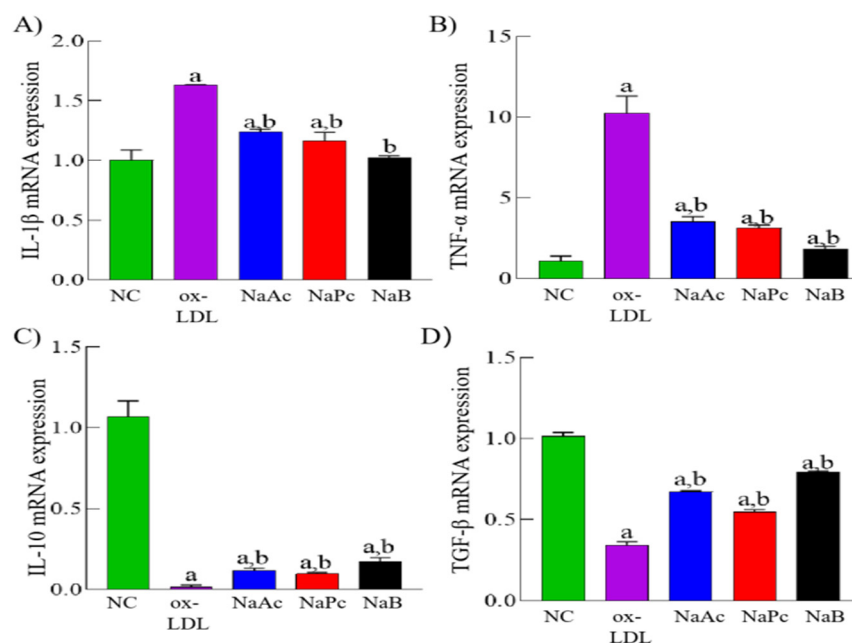 A)
IL-1β mRNA expression
2.0
1.5
1.0
0.5
0.0
a
a,b
a,b
b
NC
ox-
LDL
NaAc
NaPc
NaB
B)
TNF-α mRNA expression
15
10
5
0
a
a,b
a,b
a,b
NC
ox-
LDL
NaAc
NaPc
NaB
C)
IL-10 mRNA expression
1.5
1.0
0.5
0.0
a
a,b
a,b
a,b
NC
ox-
LDL
NaAc
NaPc
NaB
D)
TGF-β mRNA expression
1.5
1.0
0.5
0.0
a
a,b
a,b
a,b
NC
ox-
LDL
NaAc
NaPc
NaB